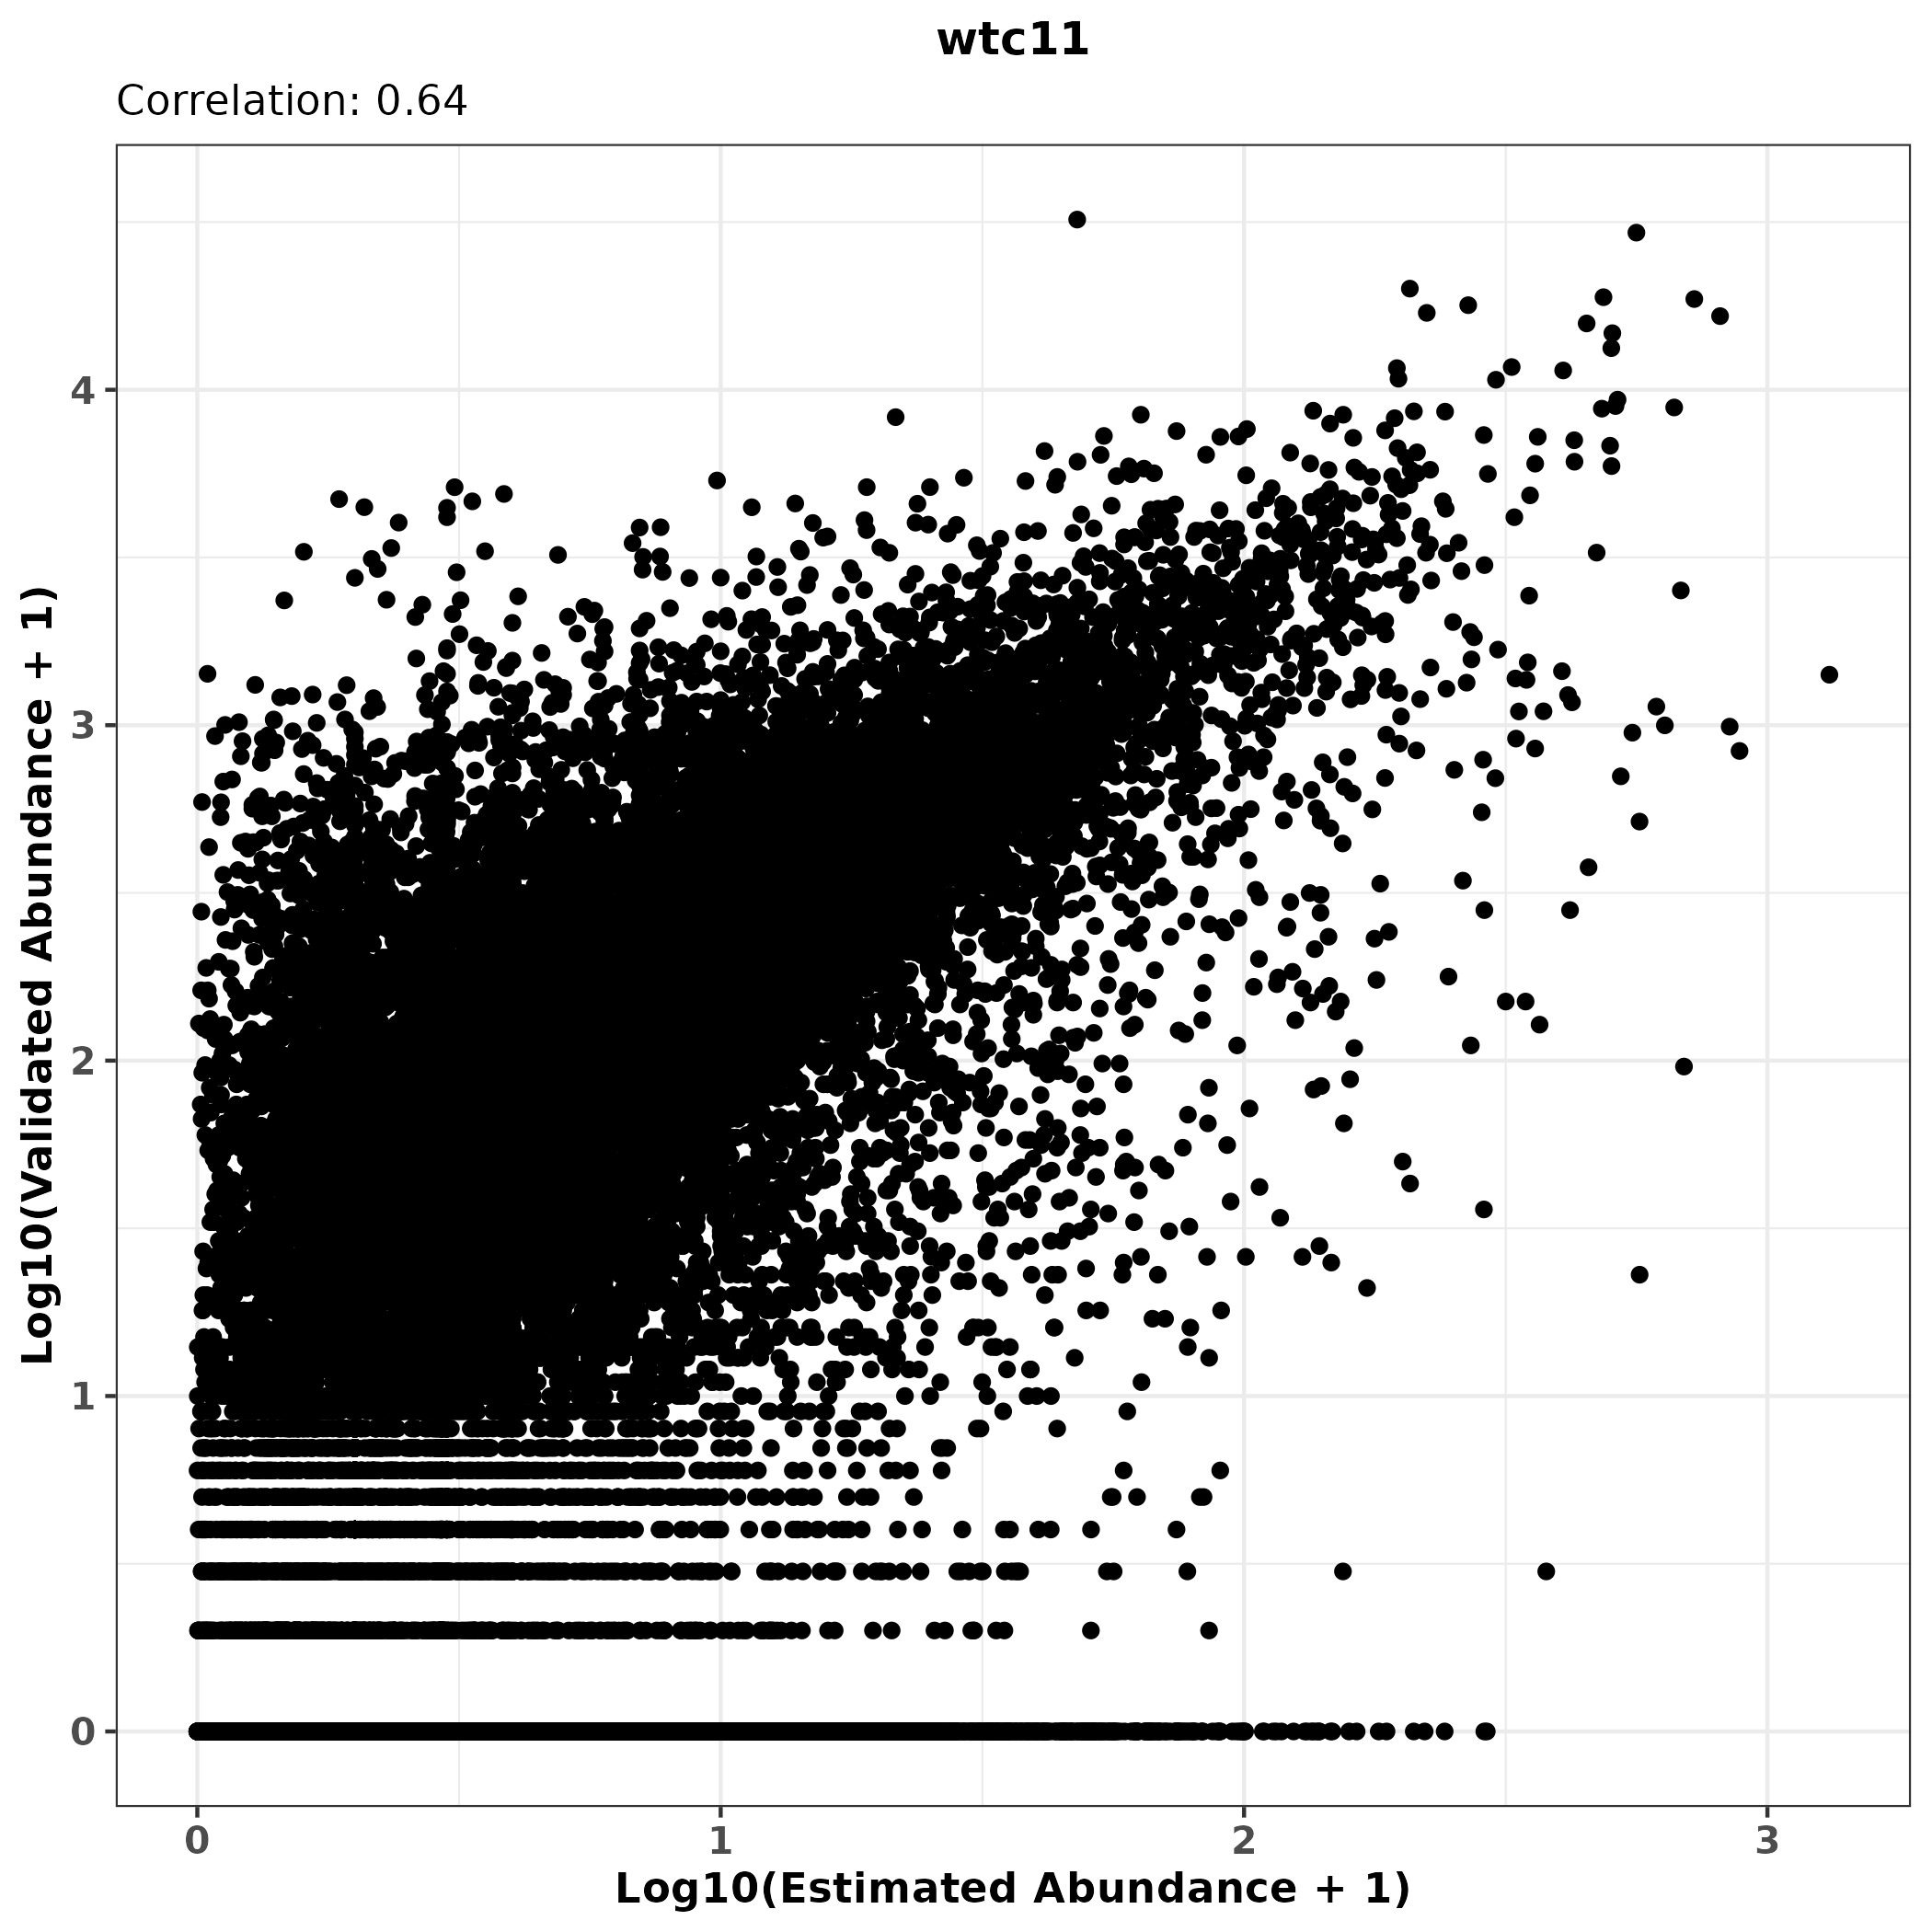 wtc11
Correlation: 0.64
Log10(Validated Abundance + 1)
4
3
2
1
0
0 1 2 3
Log10(Estimated Abundance + 1)